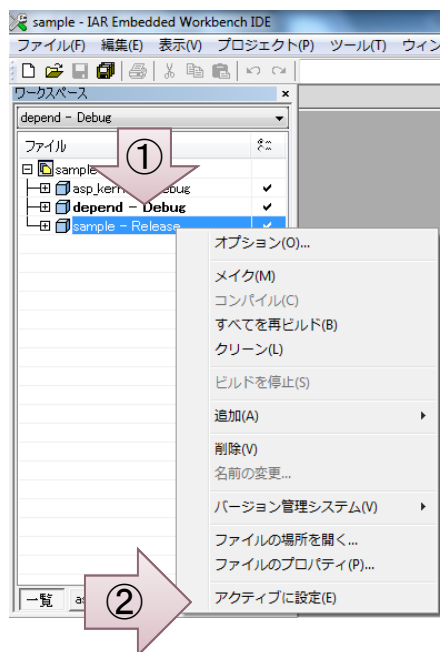 sample - IAR Embedded Workbench IDE
ファイル(F) 編集(E) 表示(V) プロジェクト(P) ツール(T) ウィン
ワークスペース ×
depend - Debug
ファイル
①
sample
depend - Debug
sample - Release
オプション(O)...
メイク(M)
コンパイル(C)
すべてを再ビルド(B)
クリーン(L)
ビルドを停止(S)
追加(A)
削除(V)
名前の変更...
バージョン管理システム(V)
ファイルの場所を開く...
ファイルのプロパティ(P)...
アクティブに設定(E)
一覧
②